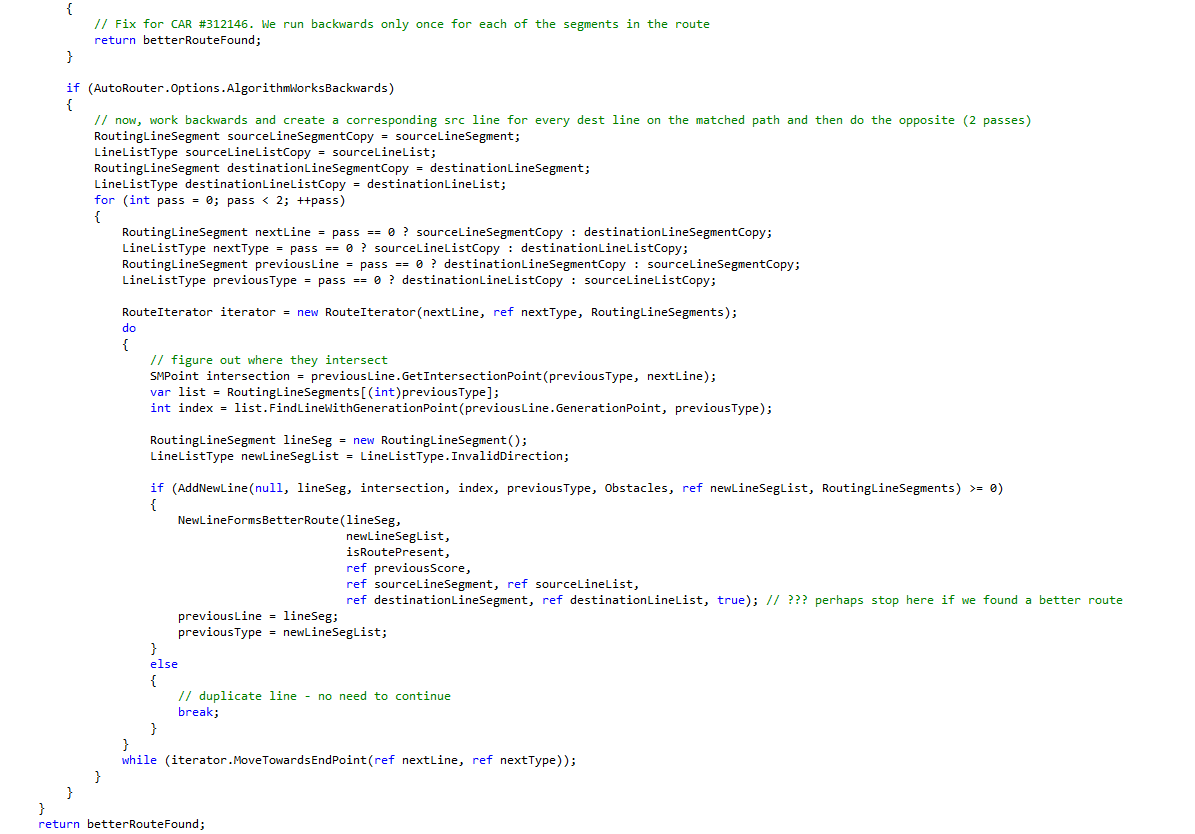 {
// Fix for CAR #312146. We run backwards only once for each of the segments in the route
return betterRouteFound;
}
if (AutoRouter.Options.AlgorithmWorksBackwards)
{
// now, work backwards and create a corresponding src line for every dest line on the matched path and then do the opposite (2 passes)
RoutingLineSegment sourceLineSegmentCopy = sourceLineSegment;
LineListType sourceLineListCopy = sourceLineList;
RoutingLineSegment destinationLineSegmentCopy = destinationLineSegment;
LineListType destinationLineListCopy = destinationLineList;
for (int pass = 0; pass < 2; ++pass)
{
RoutingLineSegment nextLine = pass == 0 ? sourceLineSegmentCopy : destinationLineSegmentCopy;
LineListType nextType = pass == 0 ? sourceLineListCopy : destinationLineListCopy;
RoutingLineSegment previousLine = pass == 0 ? destinationLineSegmentCopy : sourceLineSegmentCopy;
LineListType previousType = pass == 0 ? destinationLineListCopy : sourceLineListCopy;
RouteIterator iterator = new RouteIterator(nextLine, ref nextType, RoutingLineSegments);
do
{
// figure out where they intersect
SMPoint intersection = previousLine.GetIntersectionPoint(previousType, nextLine);
var list = RoutingLineSegments[(int)previousType];
int index = list.FindLineWithGenerationPoint(previousLine.GenerationPoint, previousType);
RoutingLineSegment lineSeg = new RoutingLineSegment();
LineListType newLineSegList = LineListType.InvalidDirection;
if (AddNewLine(null, lineSeg, intersection, index, previousType, Obstacles, ref newLineSegList, RoutingLineSegments) >= 0)
{
NewLineFormsBetterRoute(lineSeg,
newLineSegList,
isRoutePresent,
ref previousScore,
ref sourceLineSegment, ref sourceLineList,
ref destinationLineSegment, ref destinationLineList, true); // ??? perhaps stop here if we found a better route
previousLine = lineSeg;
previousType = newLineSegList;
}
else
{
// duplicate line - no need to continue
break;
}
}
while (iterator.MoveTowardsEndPoint(ref nextLine, ref nextType));
}
}
}
return betterRouteFound;